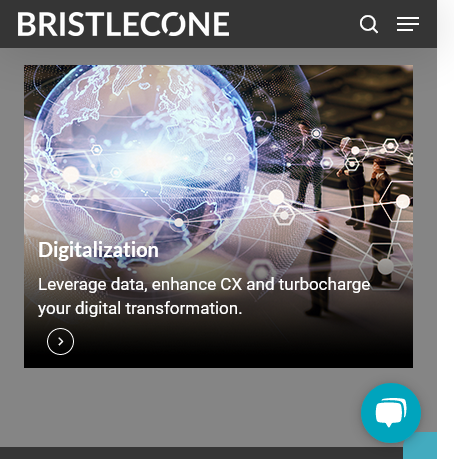 BRISTLECONE
Digitalization
Leverage data, enhance CX and turbocharge
your digital transformation.